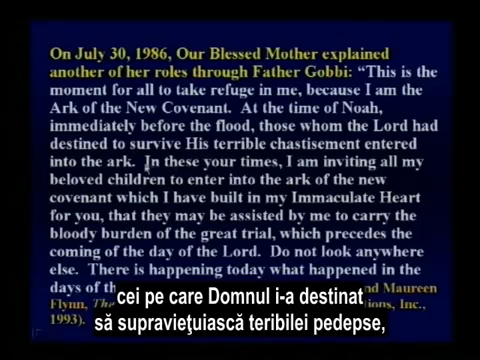 On July 30, 1986, Our Blessed Mother explained
another of her roles through Father Gobbi: “This is the
moment for all to take refuge in me, because I am the
Ark of the New Covenant. At the time of Noah,
immediately before the flood, those whom the Lord had
destined to survive His terrible chastisement entered
into the ark. In these your times, I am inviting all my
beloved children to enter into the ark of the new
covenant which I have built in my Immaculate Heart
for you, that they may be assisted by me to carry the
bloody burden of the great trial, which precedes the
coming of the day of the Lord. Do not look anywhere
else. There is happening today what happened in the
days of th nd Maureen
Flynn, The tions, Inc.,
1993).
cei pe care Domnul i-a destinat
să supravieţuiască teribilei pedepse,